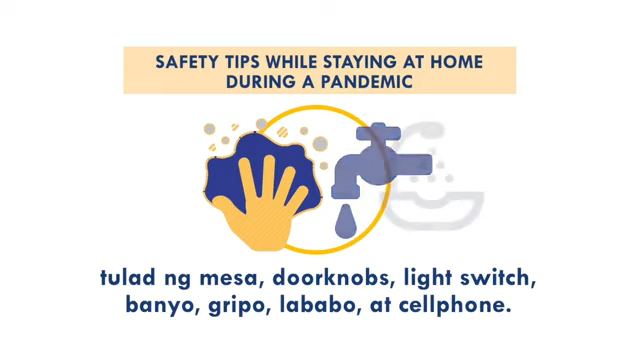 SAFETY TIPS WHILE STAYING AT HOME
DURING A PANDEMIC
tulad ng mesa, doorknobs, light switch,
banyo, gripo, lababo, at cellphone.